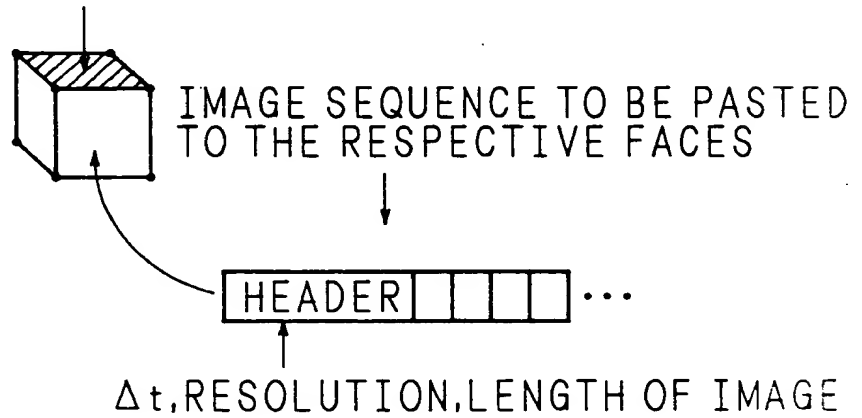 IMAGE SEQUENCE TO BE PASTED
TO THE RESPECTIVE FACES
HEADER
Δt,RESOLUTION,LENGTH OF IMAGE